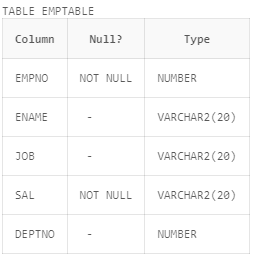 TABLE EMPTABLE
Column Null? Type
EMPNO NOT NULL NUMBER
ENAME - VARCHAR2(20)
JOB - VARCHAR2(20)
SAL NOT NULL VARCHAR2(20)
DEPTNO - NUMBER